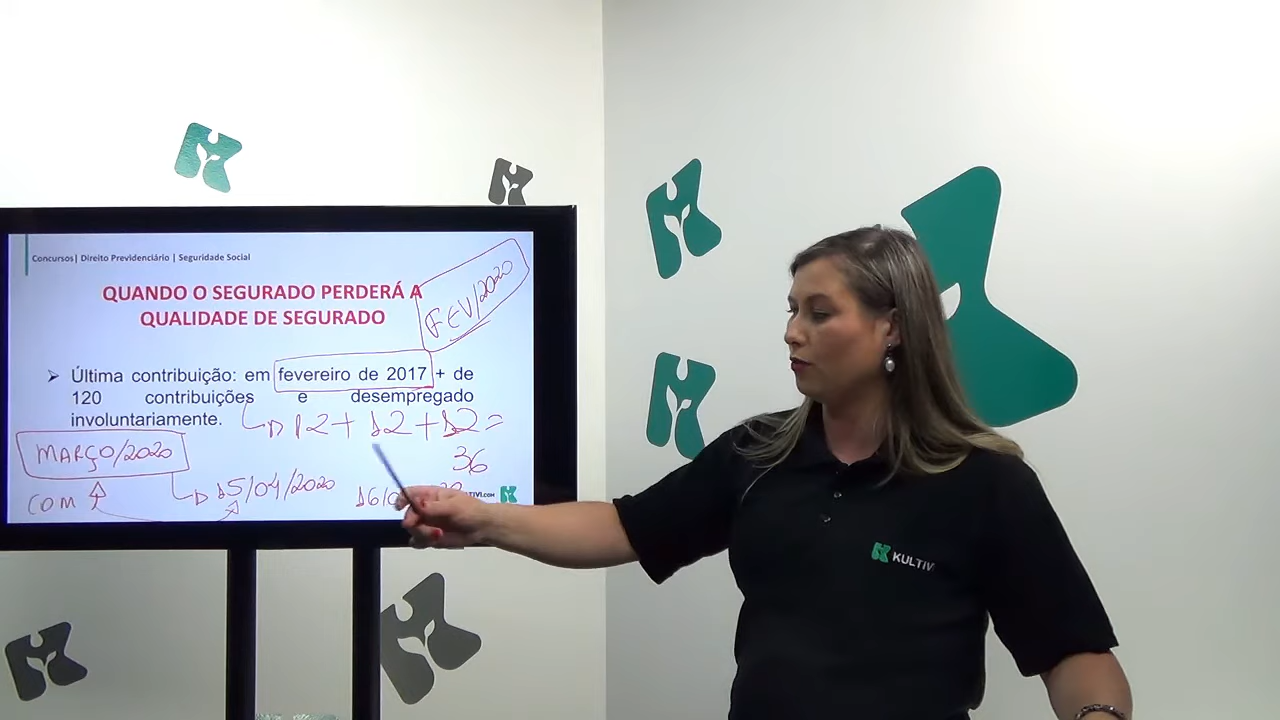 Concursos| Direito Previdenciário | Seguridade Social
QUANDO O SEGURADO PERDERÁ A
QUALIDADE DE SEGURADO
FEV/2020
➢ Última contribuição: em fevereiro de 2017 + de
120 contribuições e desempregado
involuntariamente.
12 + 12 + 12 =
36
MARÇO/2020
COM
15/04/2020
KULTIVI